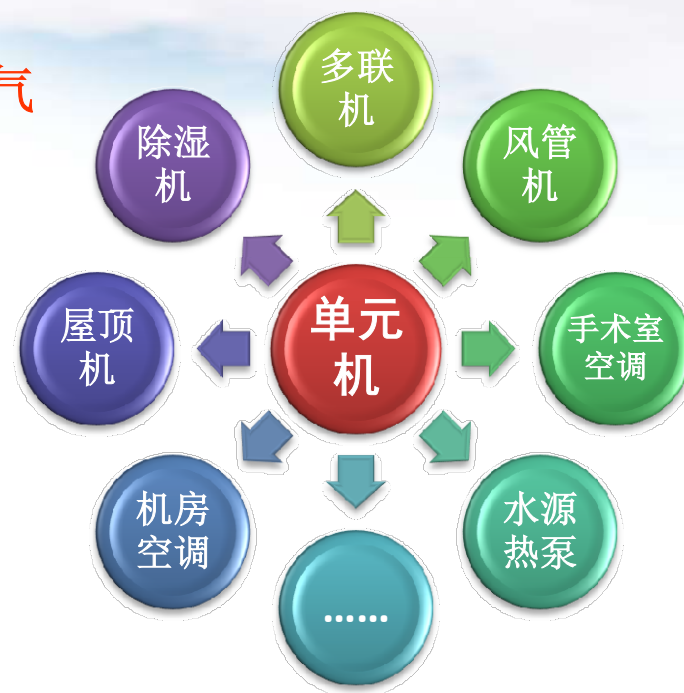 气
多联
机
风管
机
手术室
空调
水源
热泵
......
机房
空调
屋顶
机
除湿
机
单元
机